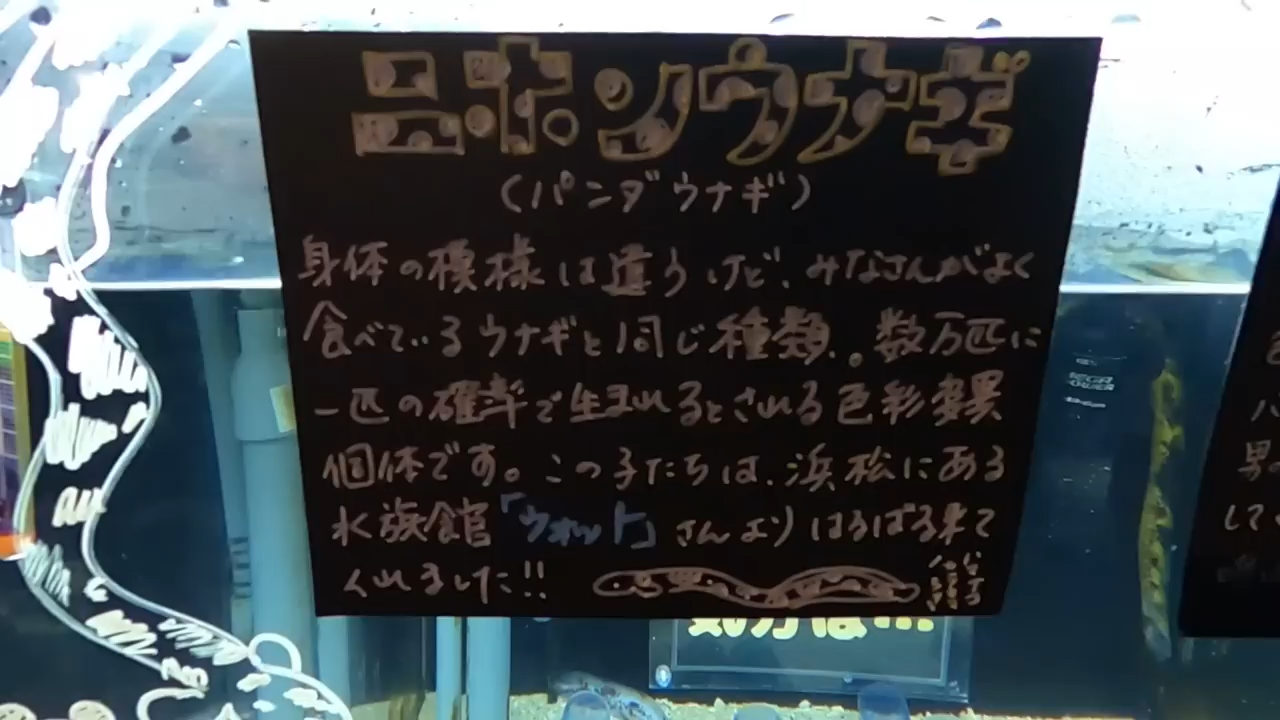 ニホンウナギ
(パンダウナギ)
身体の模様は違うけど、みなさんがよく
食べているウナギと同じ種類。数万匹に
一匹の確率で生まれるとされる色彩変異
個体です。この子たちは、浜松にある
水族館「ウォット」さんよりはるばる来て
くれました!!